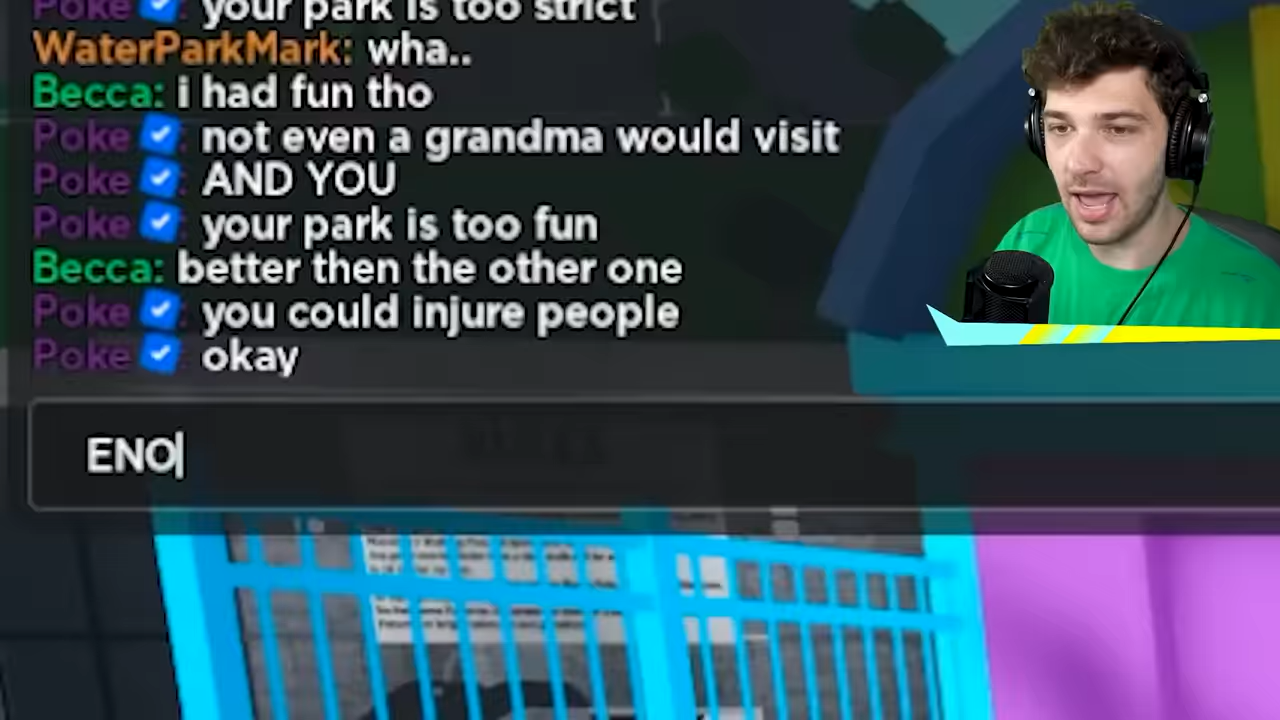 Poke: your park is too strict
WaterParkMark: wha..
Becca: i had fun tho
Poke: not even a grandma would visit
Poke: AND YOU
Poke: your park is too fun
Becca: better then the other one
Poke: you could injure people
Poke: okay
ENO